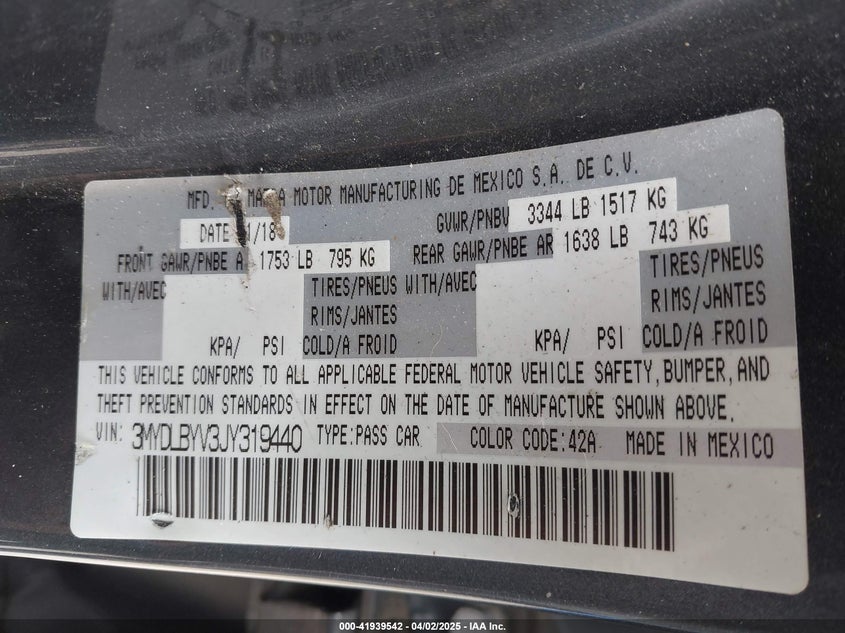 MFD. MAZDA MOTOR MANUFACTURING DE MEXICO S.A. DE C.V.
DATE /18 GVWR/PNBV 3344 LB 1517 KG
FRONT GAWR/PNBE A 1753 LB 795 KG REAR GAWR/PNBE AR 1638 LB 743 KG
WITH/AVEC TIRES/PNEUS WITH/AVEC TIRES/PNEUS
RIMS/JANTES RIMS/JANTES
KPA/ PSI COLD/A FROID KPA/ PSI COLD/A FROID
THIS VEHICLE CONFORMS TO ALL APPLICABLE FEDERAL MOTOR VEHICLE SAFETY, BUMPER, AND
THEFT PREVENTION STANDARDS IN EFFECT ON THE DATE OF MANUFACTURE SHOWN ABOVE.
VIN: 3MYDLBYV3JY319440 TYPE:PASS CAR COLOR CODE:42A MADE IN MEXICO
000-41939542 - 04/02/2025 - IAA Inc.